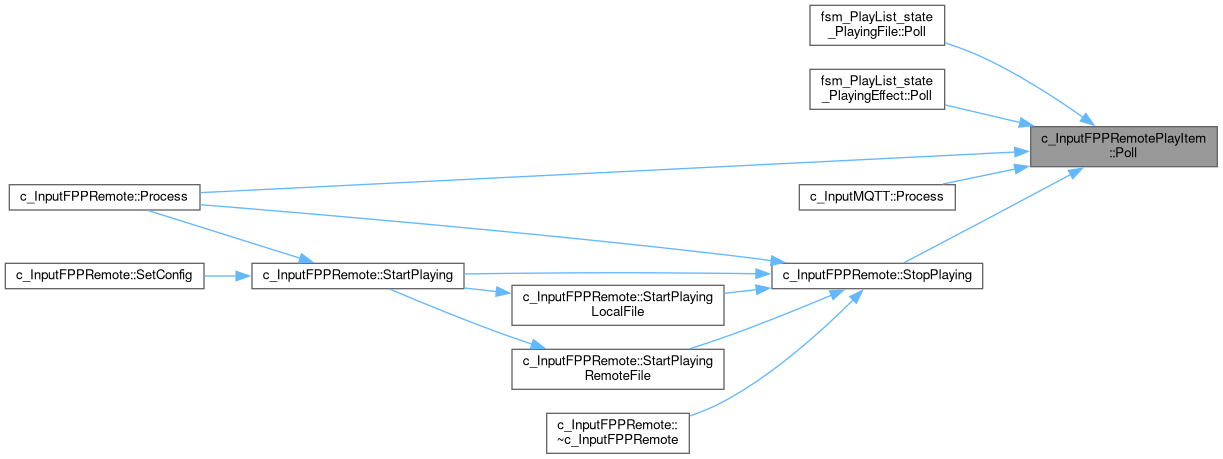 fsm_PlayList_state
_PlayingFile::Poll
fsm_PlayList_state
_PlayingEffect::Poll
c_InputFPPRemotePlayItem
::Poll
c_InputFPPRemote::Process
c_InputMQTT::Process
c_InputFPPRemote::SetConfig
c_InputFPPRemote::StartPlaying
c_InputFPPRemote::StopPlaying
c_InputFPPRemote::StartPlaying
LocalFile
c_InputFPPRemote::StartPlaying
RemoteFile
c_InputFPPRemote::
~c_InputFPPRemote